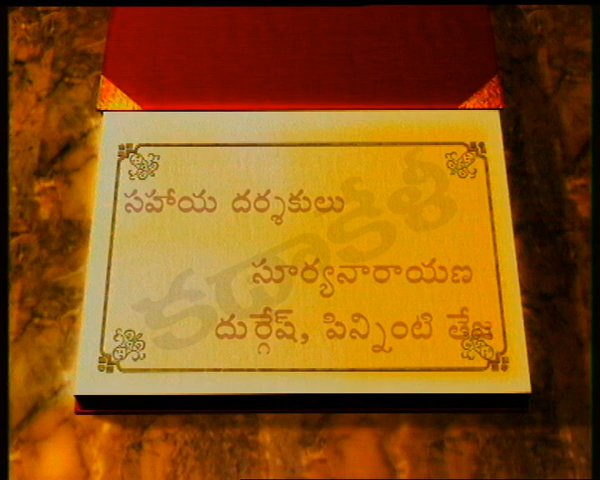 సహాయ దర్శకులు
సూర్యనారాయణ
దుర్గేష్, పిన్నింటి తేజ